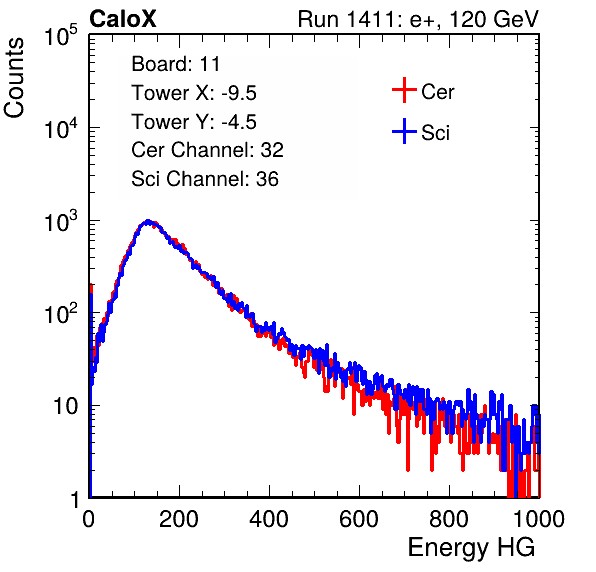 CaloX Run 1411: e+, 120 GeV
Counts
Board: 11
Tower X: -9.5
Tower Y: -4.5
Cer Channel: 32
Sci Channel: 36
Cer
Sci
10^5
10^4
10^3
10^2
10
1
0 200 400 600 800 1000
Energy HG